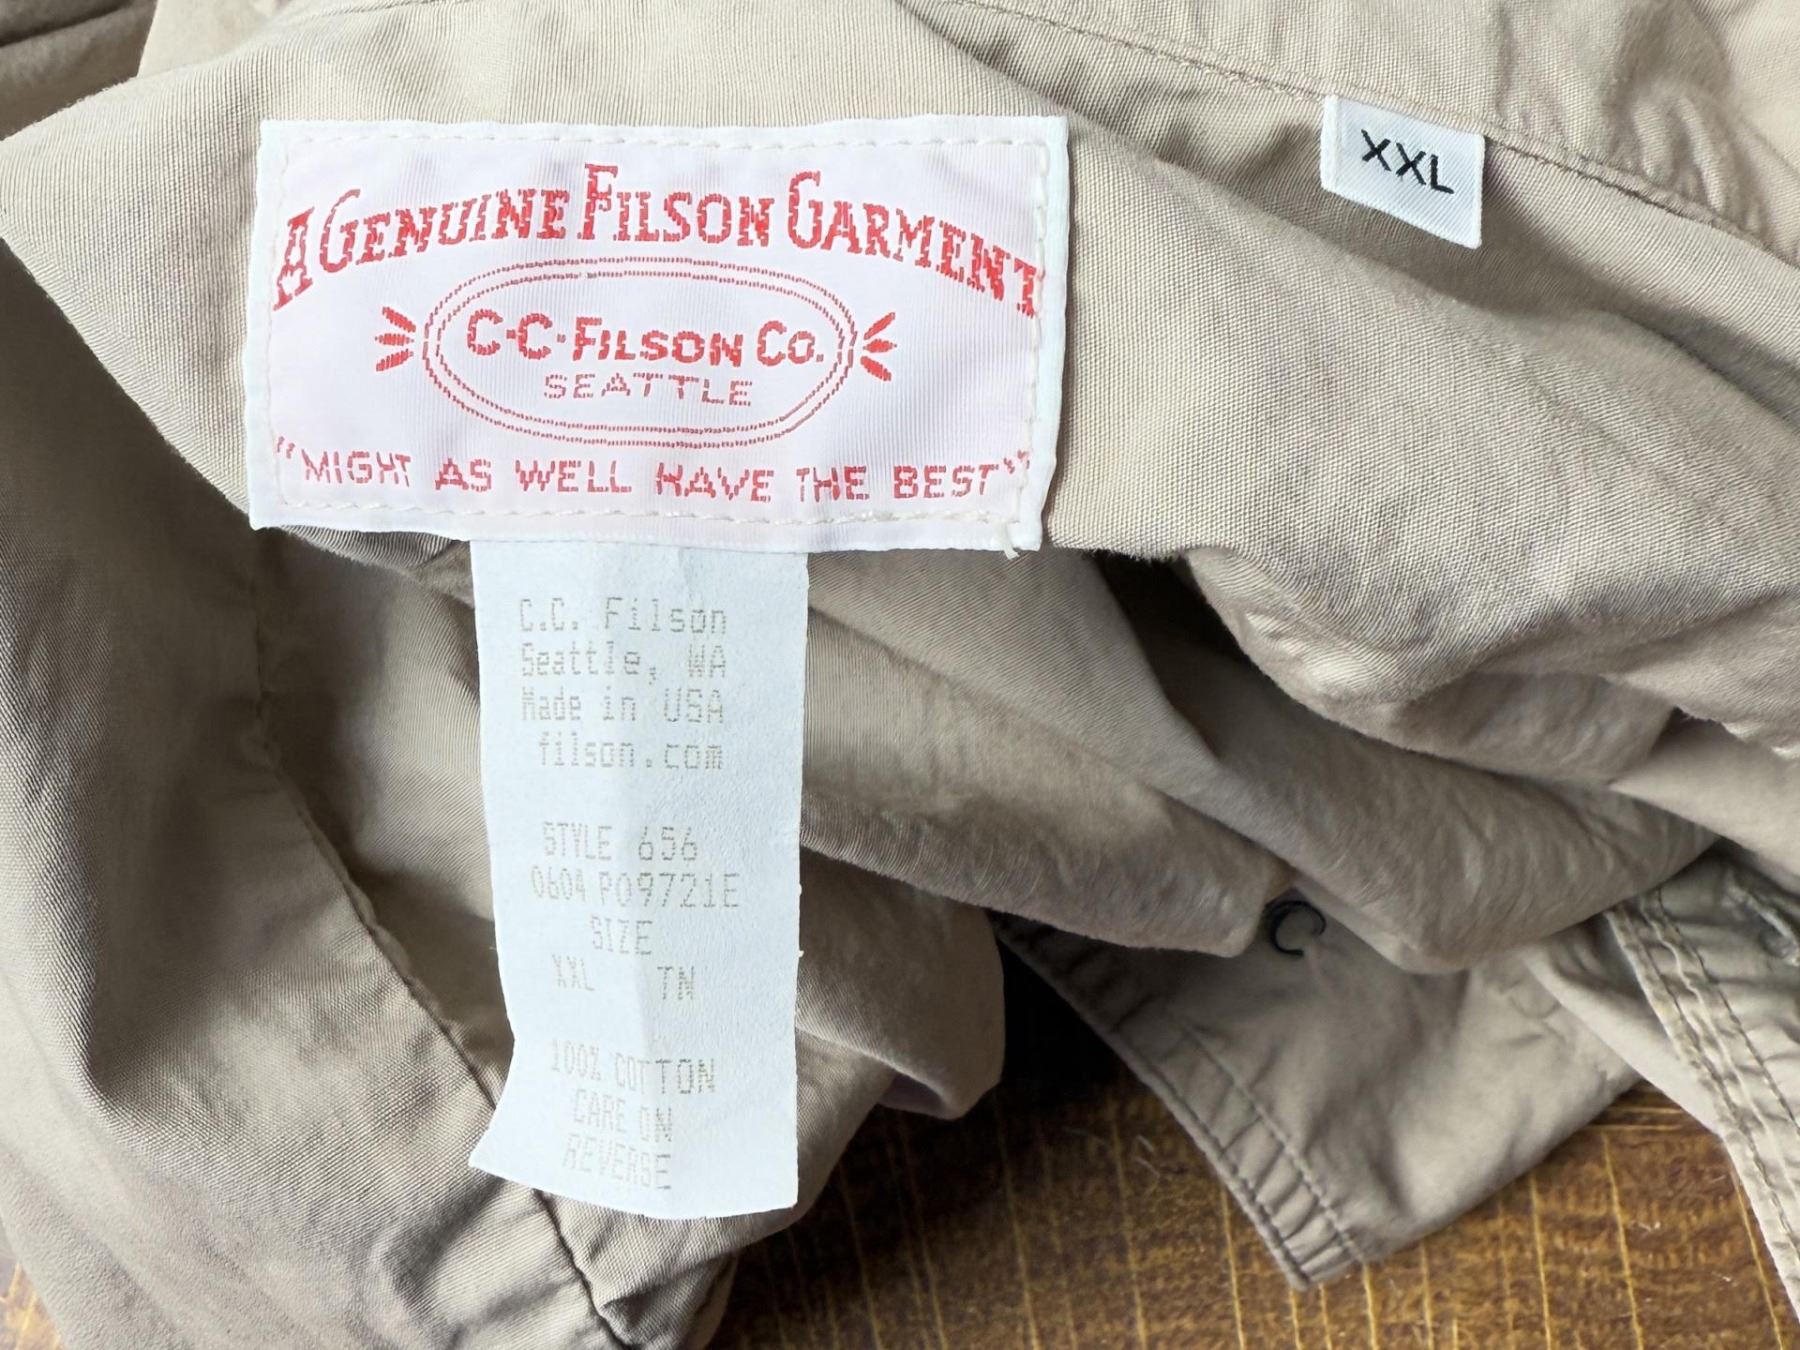 A GENUINE FILSON GARMENT
C·C·FILSON CO.
SEATTLE
"MIGHT AS WELL HAVE THE BEST"
XXL
C.C. Filson
Seattle, WA
Made in USA
filson.com
STYLE 656
0604 PO9721E
SIZE
XXL TN
100% COTTON
CARE ON
REVERSE